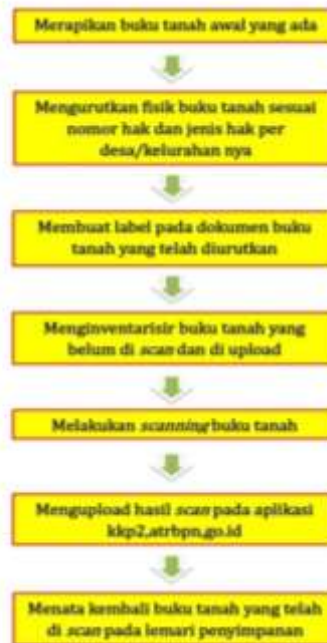 Merapikan buku tanah awal yang ada
Mengurutkan fisik buku tanah sesuai
nomor hak dan jenis hak per
desa/kelurahan nya
Membuat label pada dokumen buku
tanah yang telah diurutkan
Menginventarisir buku tanah yang
belum di scan dan di upload
Melakukan scanning buku tanah
Mengupload hasil scan pada aplikasi
kkp2,atrbpn,go.id
Menata kembali buku tanah yang telah
di scan pada lemari penyimpanan